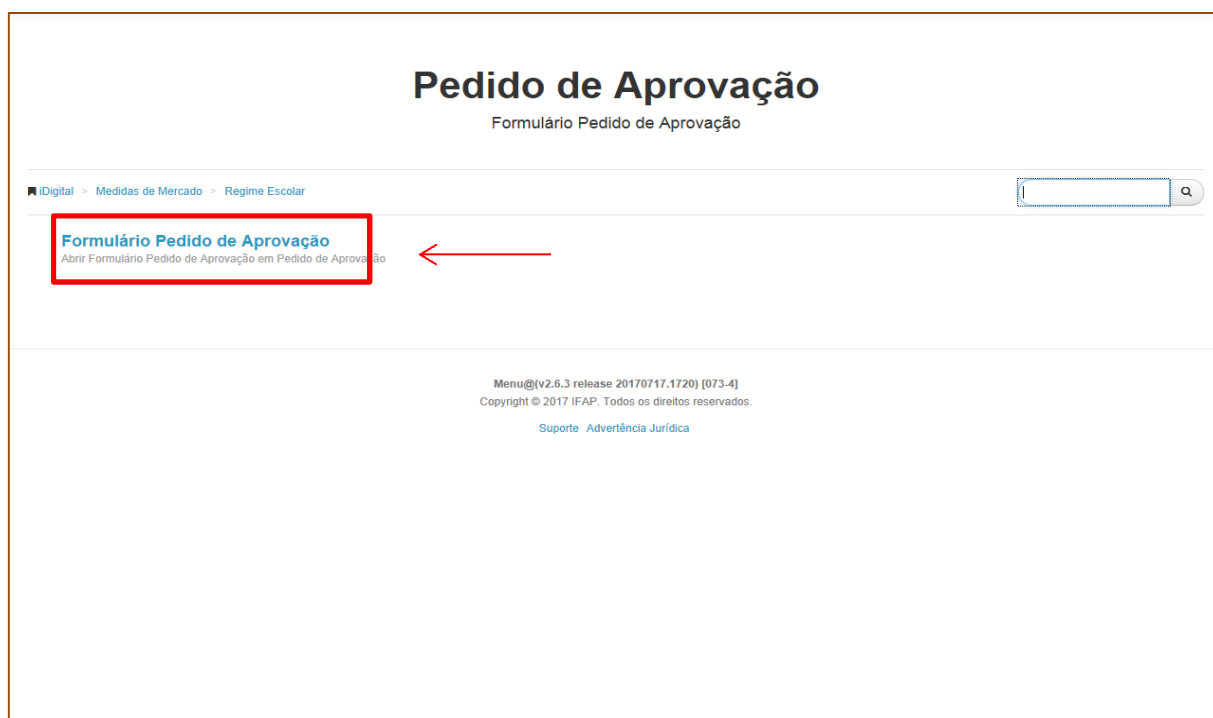 Pedido de Aprovação
Formulário Pedido de Aprovação
iDigital > Medidas de Mercado > Regime Escolar
Formulário Pedido de Aprovação
Abrir Formulário Pedido de Aprovação em Pedido de Aprovação
Menu@(v2.6.3 release 20170717.1720) [073-4]
Copyright © 2017 IFAP. Todos os direitos reservados.
Suporte Advertência Jurídica